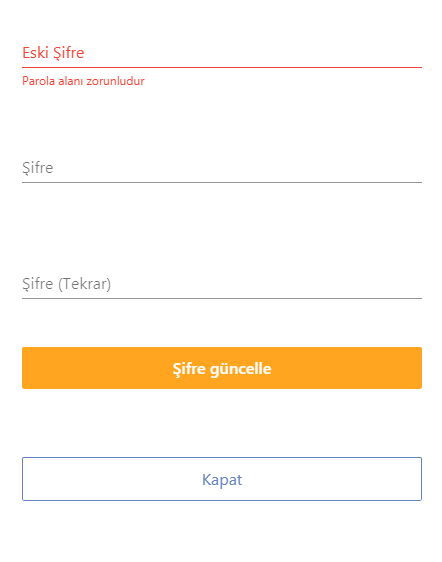 Eski Şifre
Parola alanı zorunludur
Şifre
Şifre (Tekrar)
Şifre güncelle
Kapat